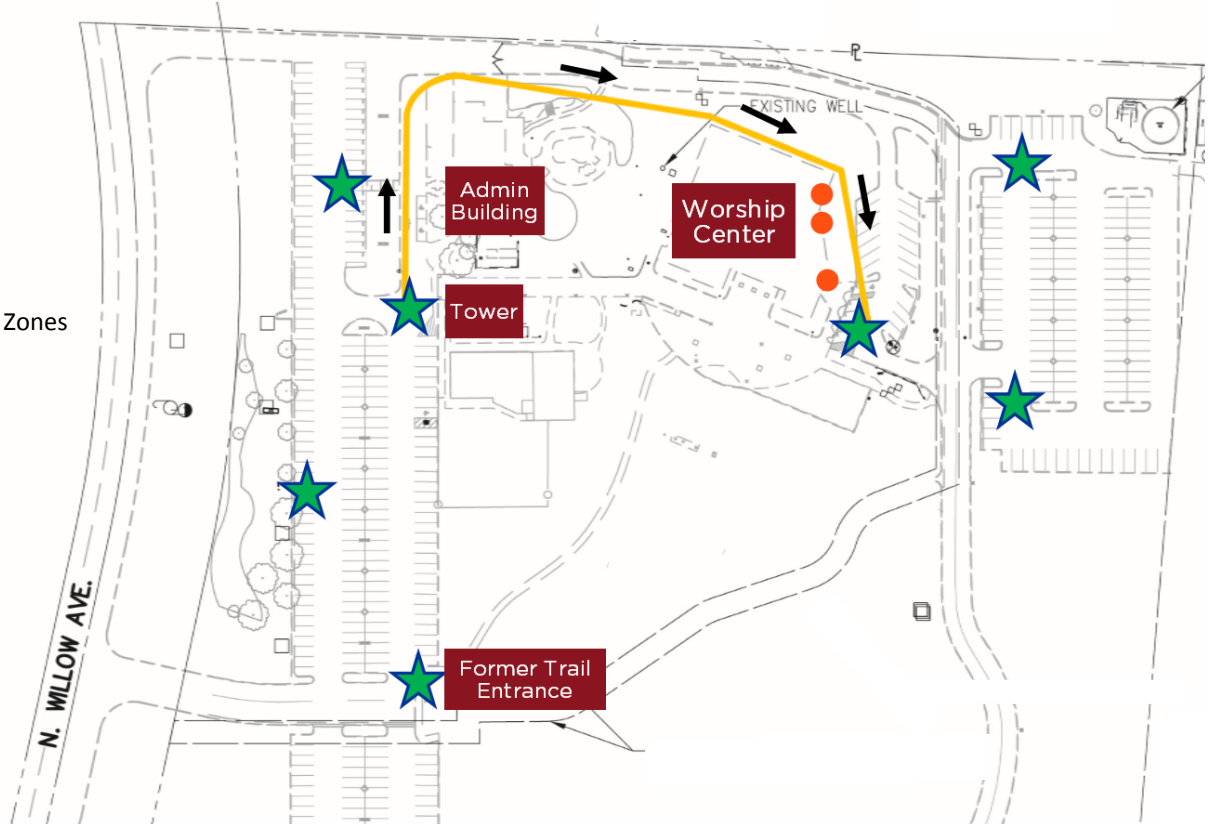 PL
EXISTING WELL
Admin
Building
Worship
Center
Zones
Tower
N. WILLOW AVE.
Former Trail
Entrance